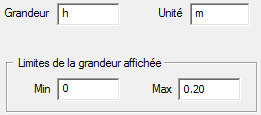 Grandeur h Unité m
Limites de la grandeur affichée
Min 0 Max 0.20